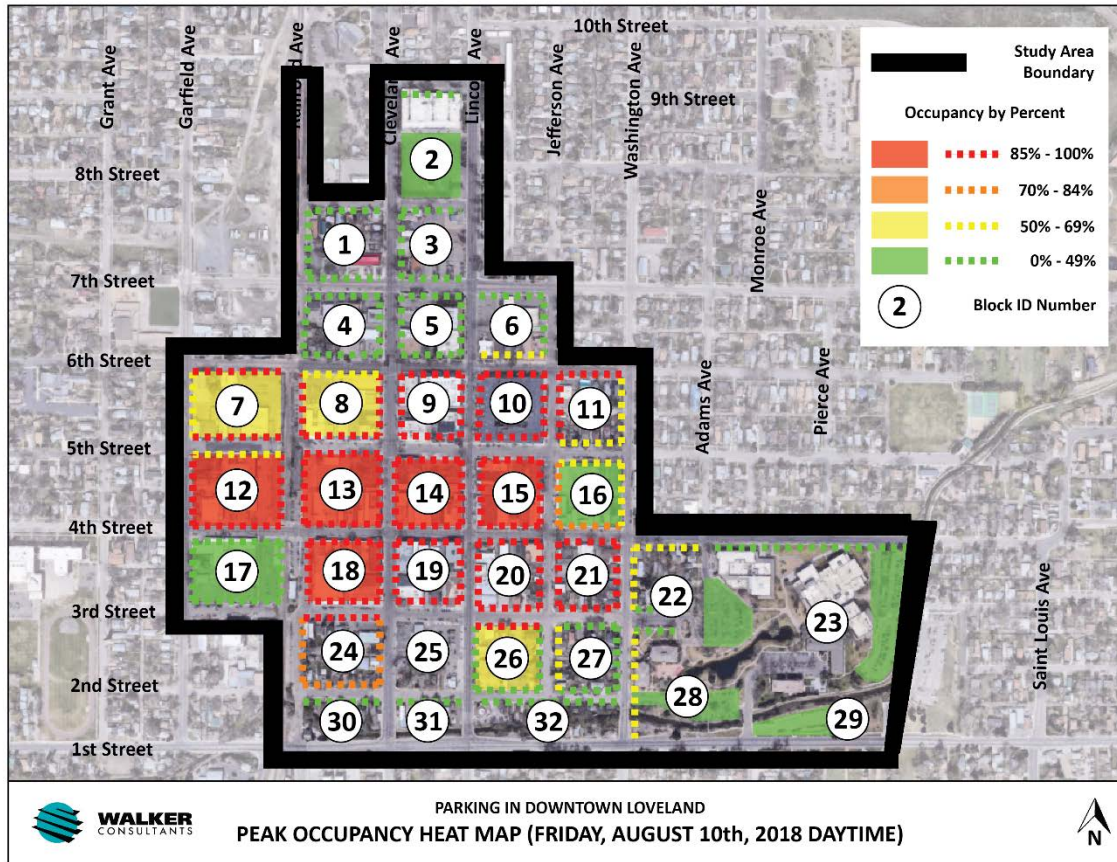 10th Street
Grant Ave
Garfield Ave
Railroad Ave
Cleveland Ave
Lincoln Ave
Jefferson Ave
Washington Ave
9th Street
8th Street
Monroe Ave
7th Street
6th Street
Adams Ave
Pierce Ave
5th Street
4th Street
3rd Street
2nd Street
Saint Louis Ave
1st Street
Study Area
Boundary
Occupancy by Percent
85% - 100%
70% - 84%
50% - 69%
0% - 49%
2
Block ID Number
2
1
3
4
5
6
7
8
9
10
11
12
13
14
15
16
17
18
19
20
21
22
23
24
25
26
27
28
29
30
31
32
WALKER
CONSULTANTS
PARKING IN DOWNTOWN LOVELAND
PEAK OCCUPANCY HEAT MAP (FRIDAY, AUGUST 10th, 2018 DAYTIME)
N